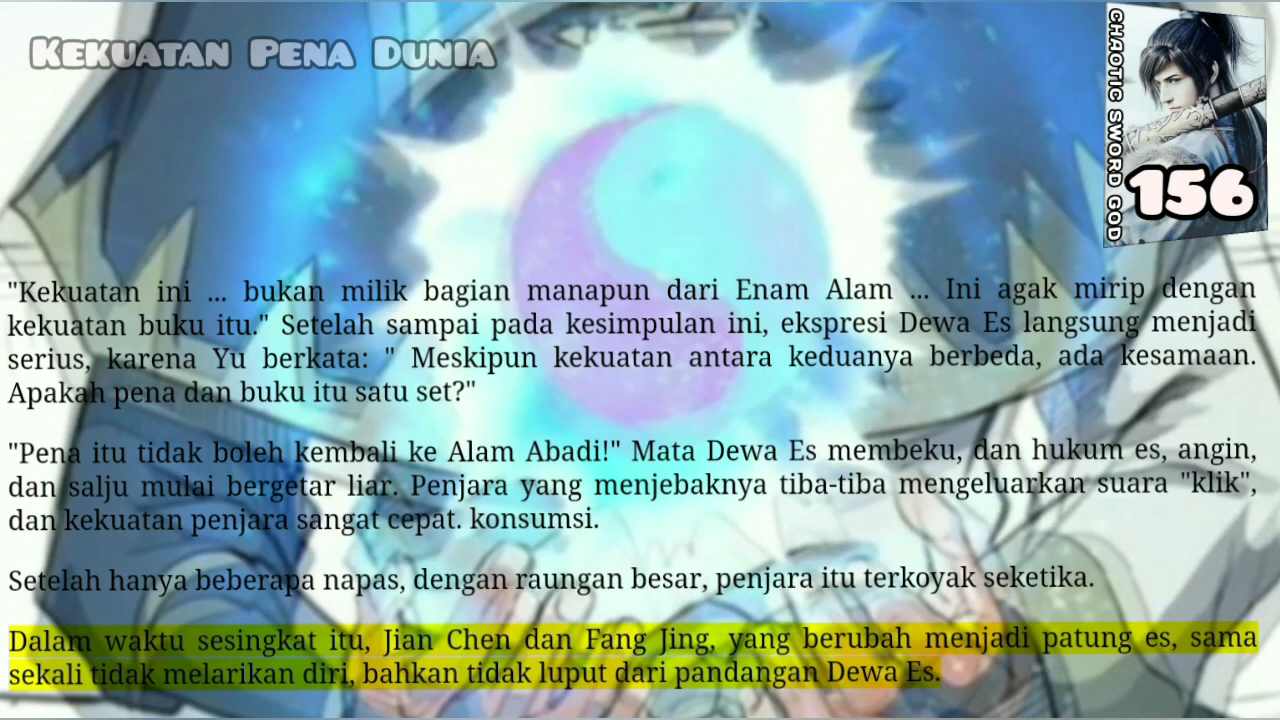 Kekuatan Pena Dunia
CHAOTIC SWORD GOD
156
"Kekuatan ini ... bukan milik bagian manapun dari Enam Alam ... Ini agak mirip dengan
kekuatan buku itu." Setelah sampai pada kesimpulan ini, ekspresi Dewa Es langsung menjadi
serius, karena Yu berkata: " Meskipun kekuatan antara keduanya berbeda, ada kesamaan.
Apakah pena dan buku itu satu set?"
"Pena itu tidak boleh kembali ke Alam Abadi!" Mata Dewa Es membeku, dan hukum es, angin,
dan salju mulai bergetar liar. Penjara yang menjebaknya tiba-tiba mengeluarkan suara "klik",
dan kekuatan penjara sangat cepat. konsumsi.
Setelah hanya beberapa napas, dengan raungan besar, penjara itu terkoyak seketika.
Dalam waktu sesingkat itu, Jian Chen dan Fang Jing, yang berubah menjadi patung es, sama
sekali tidak melarikan diri, bahkan tidak luput dari pandangan Dewa Es.